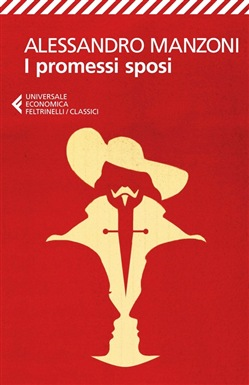 ALESSANDRO MANZONI
I promessi sposi
UNIVERSALE
ECONOMICA
FELTRINELLI / CLASSICI